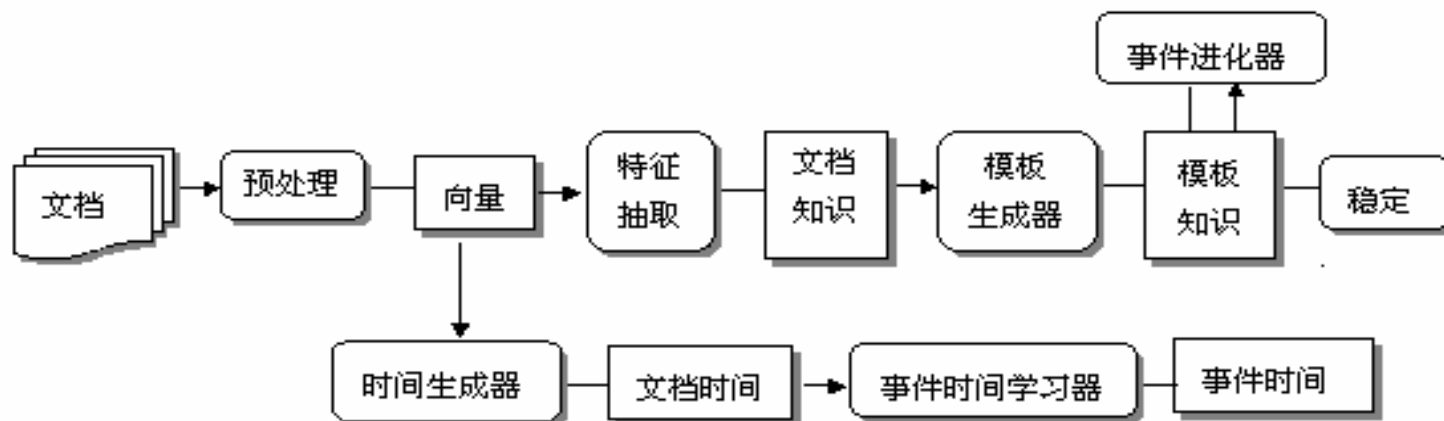 事件进化器
文档
预处理
向量
特征
抽取
文档
知识
模板
生成器
模板
知识
稳定
时间生成器
文档时间
事件时间学习器
事件时间